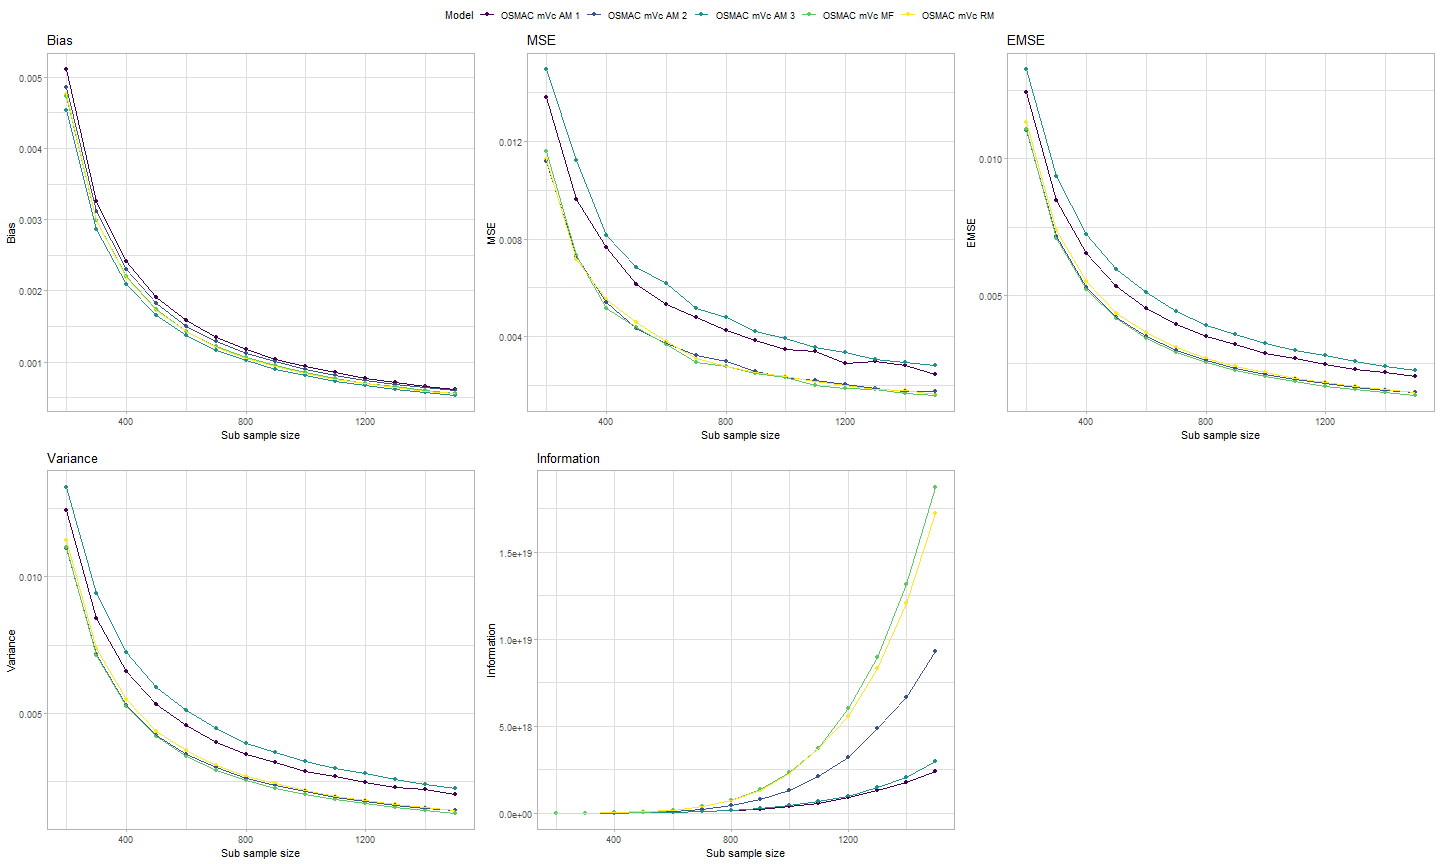 Model OSMAC mVc AM 1 OSMAC mVc AM 2 OSMAC mVc AM 3 OSMAC mVc MF OSMAC mVc RM
Bias
0.005
0.004
0.003
0.002
0.001
Bias
400 1200
Sub sample size
MSE
0.012
0.008
0.004
MSE
400 1200
Sub sample size
EMSE
0.010
0.005
EMSE
400 1200
Sub sample size
Variance
0.010
0.005
Variance
400 800 1200
Sub sample size
Information
1.5e+19
1.0e+19
5.0e+18
0.0e+00
Information
400 800 1200
Sub sample size